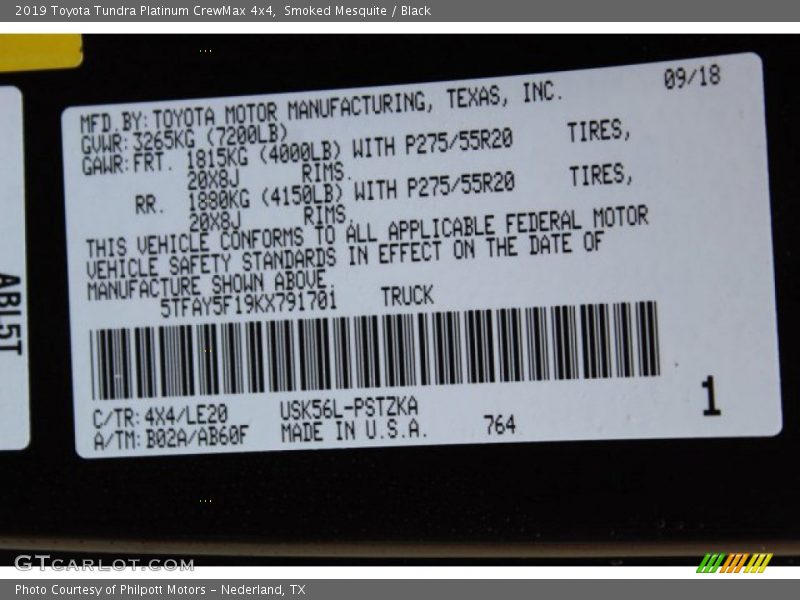 2019 Toyota Tundra Platinum CrewMax 4x4, Smoked Mesquite / Black
MFD.BY:TOYOTA MOTOR MANUFACTURING, TEXAS, INC. 09/18
GVWR:3265KG (7200LB)
GAWR:FRT. 1815KG (4000LB) WITH P275/55R20 TIRES,
20X8J RIMS.
RR. 1880KG (4150LB) WITH P275/55R20 TIRES,
20X8J RIMS.
THIS VEHICLE CONFORMS TO ALL APPLICABLE FEDERAL MOTOR
VEHICLE SAFETY STANDARDS IN EFFECT ON THE DATE OF
MANUFACTURE SHOWN ABOVE.
5TFAY5F19KX791701 TRUCK
ABL5T
C/TR:4X4/LE20 USK56L-PSTZKA 1
A/TM:B02A/AB60F MADE IN U.S.A. 764
GTCARLOT.COM
Photo Courtesy of Philpott Motors - Nederland, TX